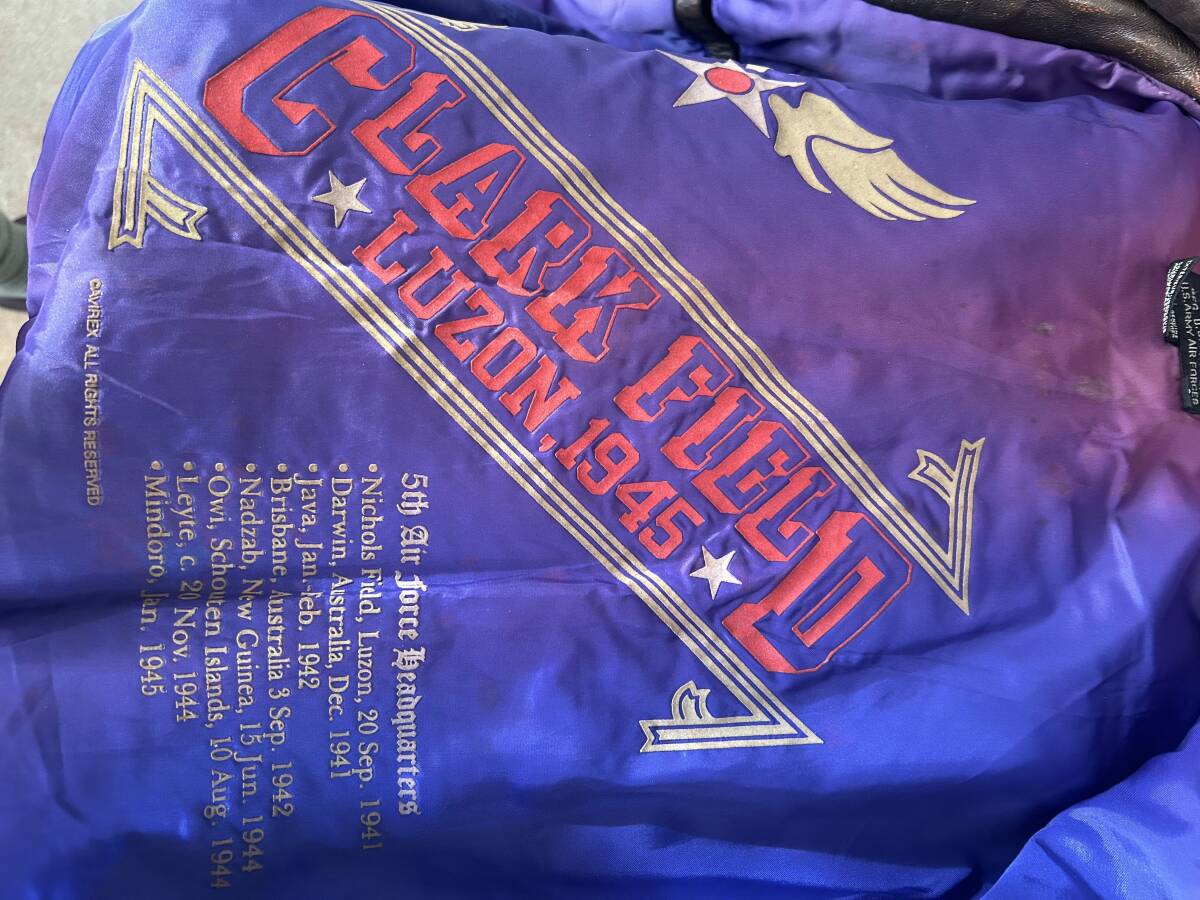 CLARK FIELD
LUZON, 1945
5th Air Force Headquarters
• Nichols Field, Luzon, 20 Sep. 1941
• Darwin, Australia, Dec. 1941
• Java, Jan.-Feb. 1942
• Brisbane, Australia 3 Sep. 1942
• Nadzab, New Guinea, 15 Jun. 1944
• Owi, Schouten Islands, 10 Aug. 1944
• Leyte, c. 20 Nov. 1944
• Mindoro, Jan. 1945
©AVIREX ALL RIGHTS RESERVED
U.S. ARMY AIR FORCES